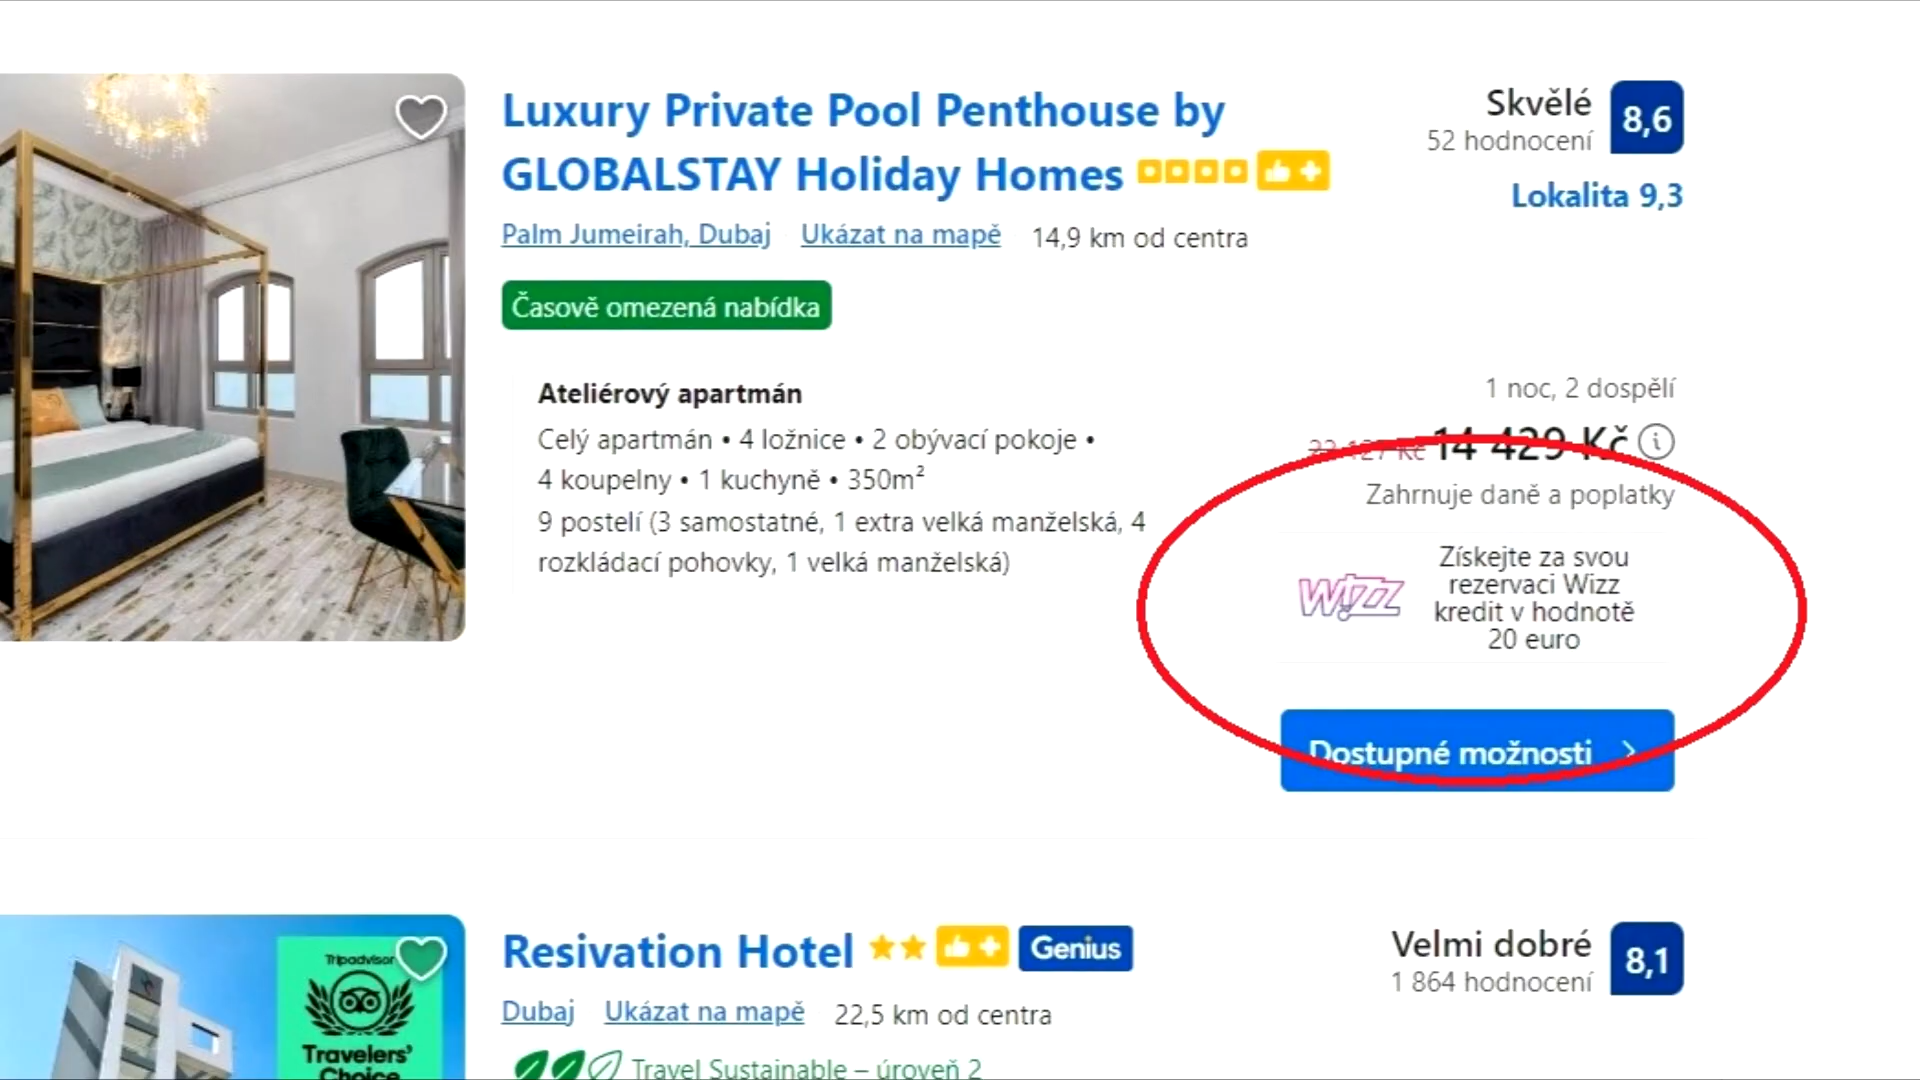 Luxury Private Pool Penthouse by
GLOBALSTAY Holiday Homes
Palm Jumeirah, Dubaj Ukázat na mapě 14,9 km od centra
Časově omezená nabídka
Skvělé 8,6
52 hodnocení
Lokalita 9,3
Ateliérový apartmán
Celý apartmán • 4 ložnice • 2 obývací pokoje •
4 koupelny • 1 kuchyně • 350m²
9 postelí (3 samostatné, 1 extra velká manželská, 4
rozkládací pohovky, 1 velká manželská)
1 noc, 2 dospělí
22 127 Kč 14 429 Kč
Zahrnuje daně a poplatky
WIZZ
Získejte za svou
rezervaci Wizz
kredit v hodnotě
20 euro
Dostupné možnosti
Tripadvisor
Travelers'
Choice
Resivation Hotel Genius
Dubaj Ukázat na mapě 22,5 km od centra
Travel Sustainable – úroveň 2
Velmi dobré 8,1
1 864 hodnocení